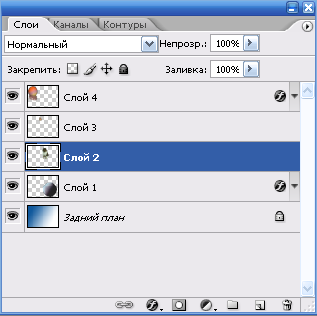 Слои Каналы Контуры
Нормальный Непрозр.: 100%
Закрепить: Заливка: 100%
Слой 4
Слой 3
Слой 2
Слой 1
Задний план